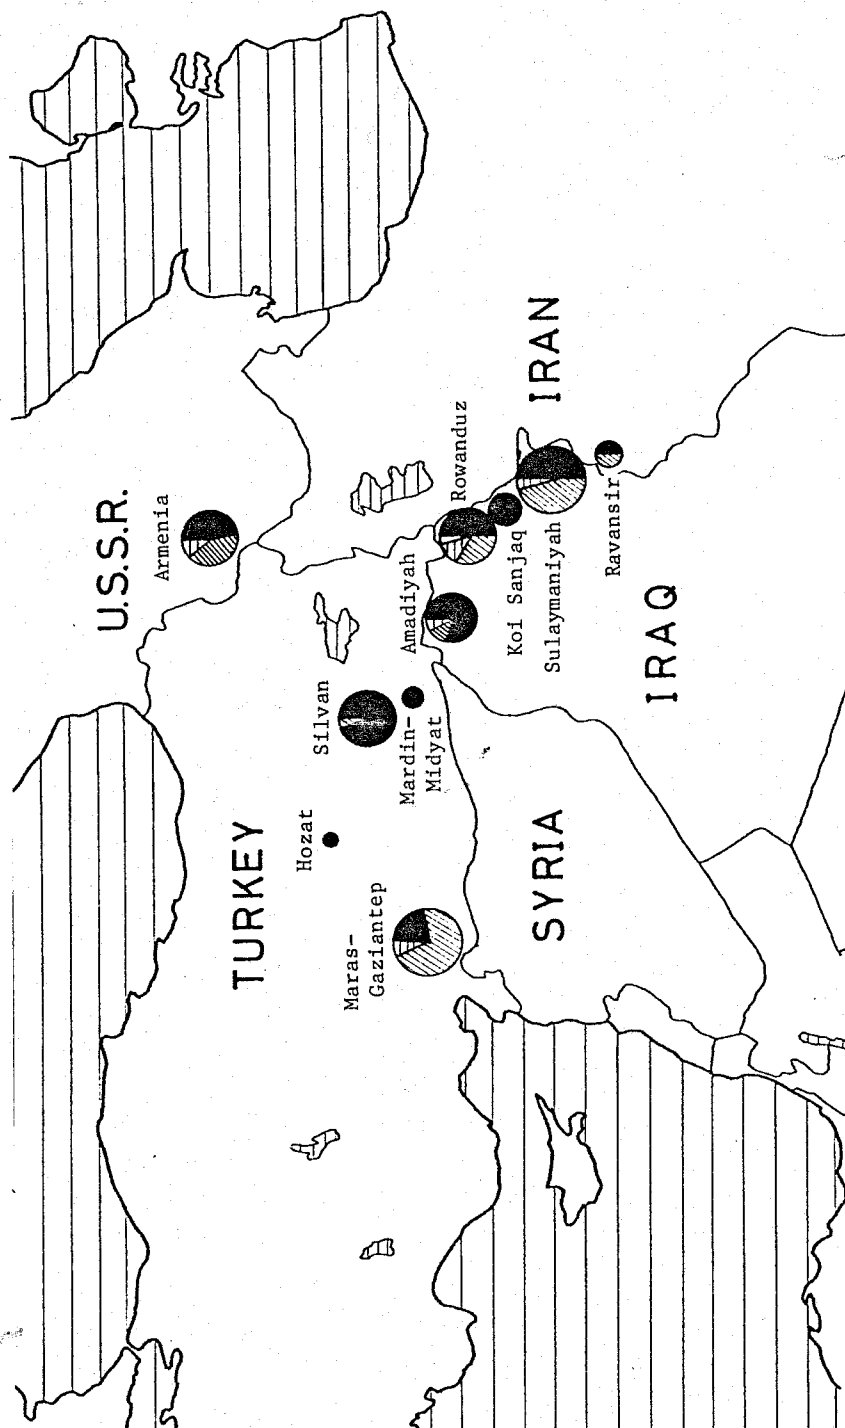 U.S.S.R.
Armenia
TURKEY
Hozat
Silvan
Maras-
Gaziantep
Mardin-
Midyat
Amadiyah
Rowanduz
Koi Sanjaq
Sulaymaniyah
Ravansir
IRAN
SYRIA
IRAQ